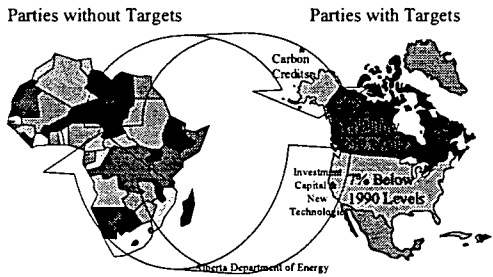 Parties without Targets
Parties with Targets
Carbon
Credits
Investment
Capital &
New
Technologie
7% Below
1990 Levels
Alberta Department of Energy